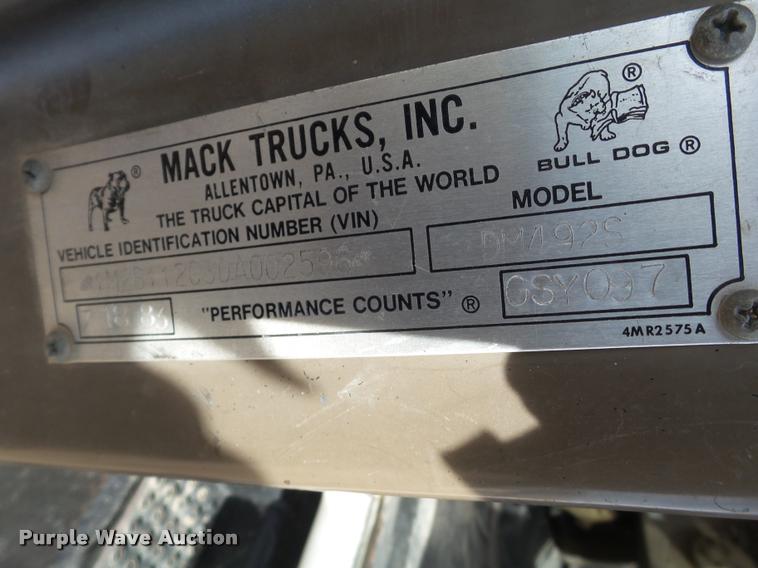 MACK TRUCKS, INC.
ALLENTOWN, PA., U.S.A.
THE TRUCK CAPITAL OF THE WORLD
VEHICLE IDENTIFICATION NUMBER (VIN)
®
BULL DOG ®
MODEL
DM492S
"PERFORMANCE COUNTS" ®
GSY097
4MR2575A
Purple Wave Auction®